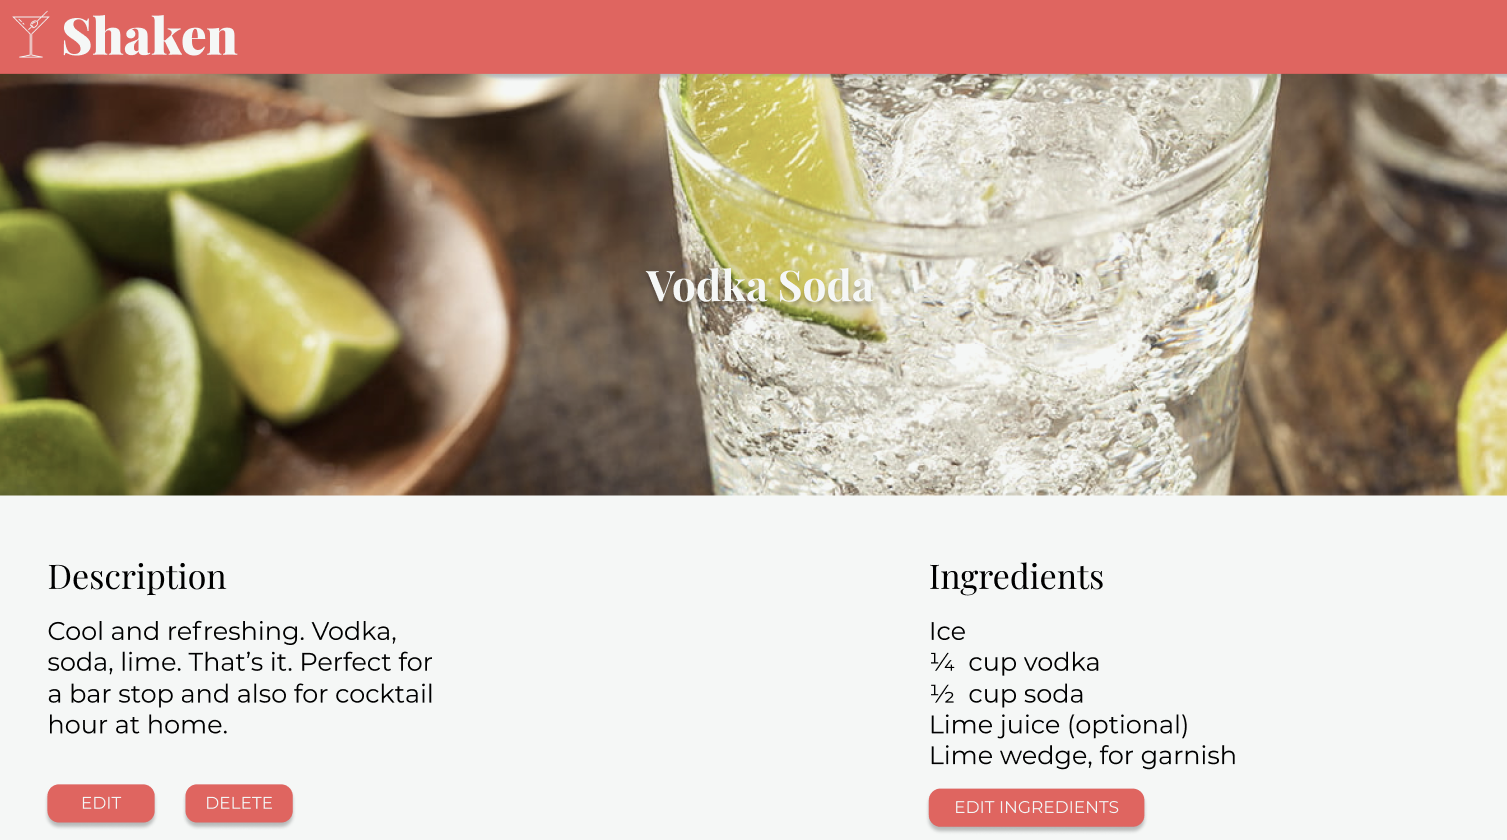 Shaken
Vodka Soda
Description
Cool and refreshing. Vodka,
soda, lime. That’s it. Perfect for
a bar stop and also for cocktail
hour at home.
EDIT
DELETE
Ingredients
Ice
¼ cup vodka
½ cup soda
Lime juice (optional)
Lime wedge, for garnish
EDIT INGREDIENTS